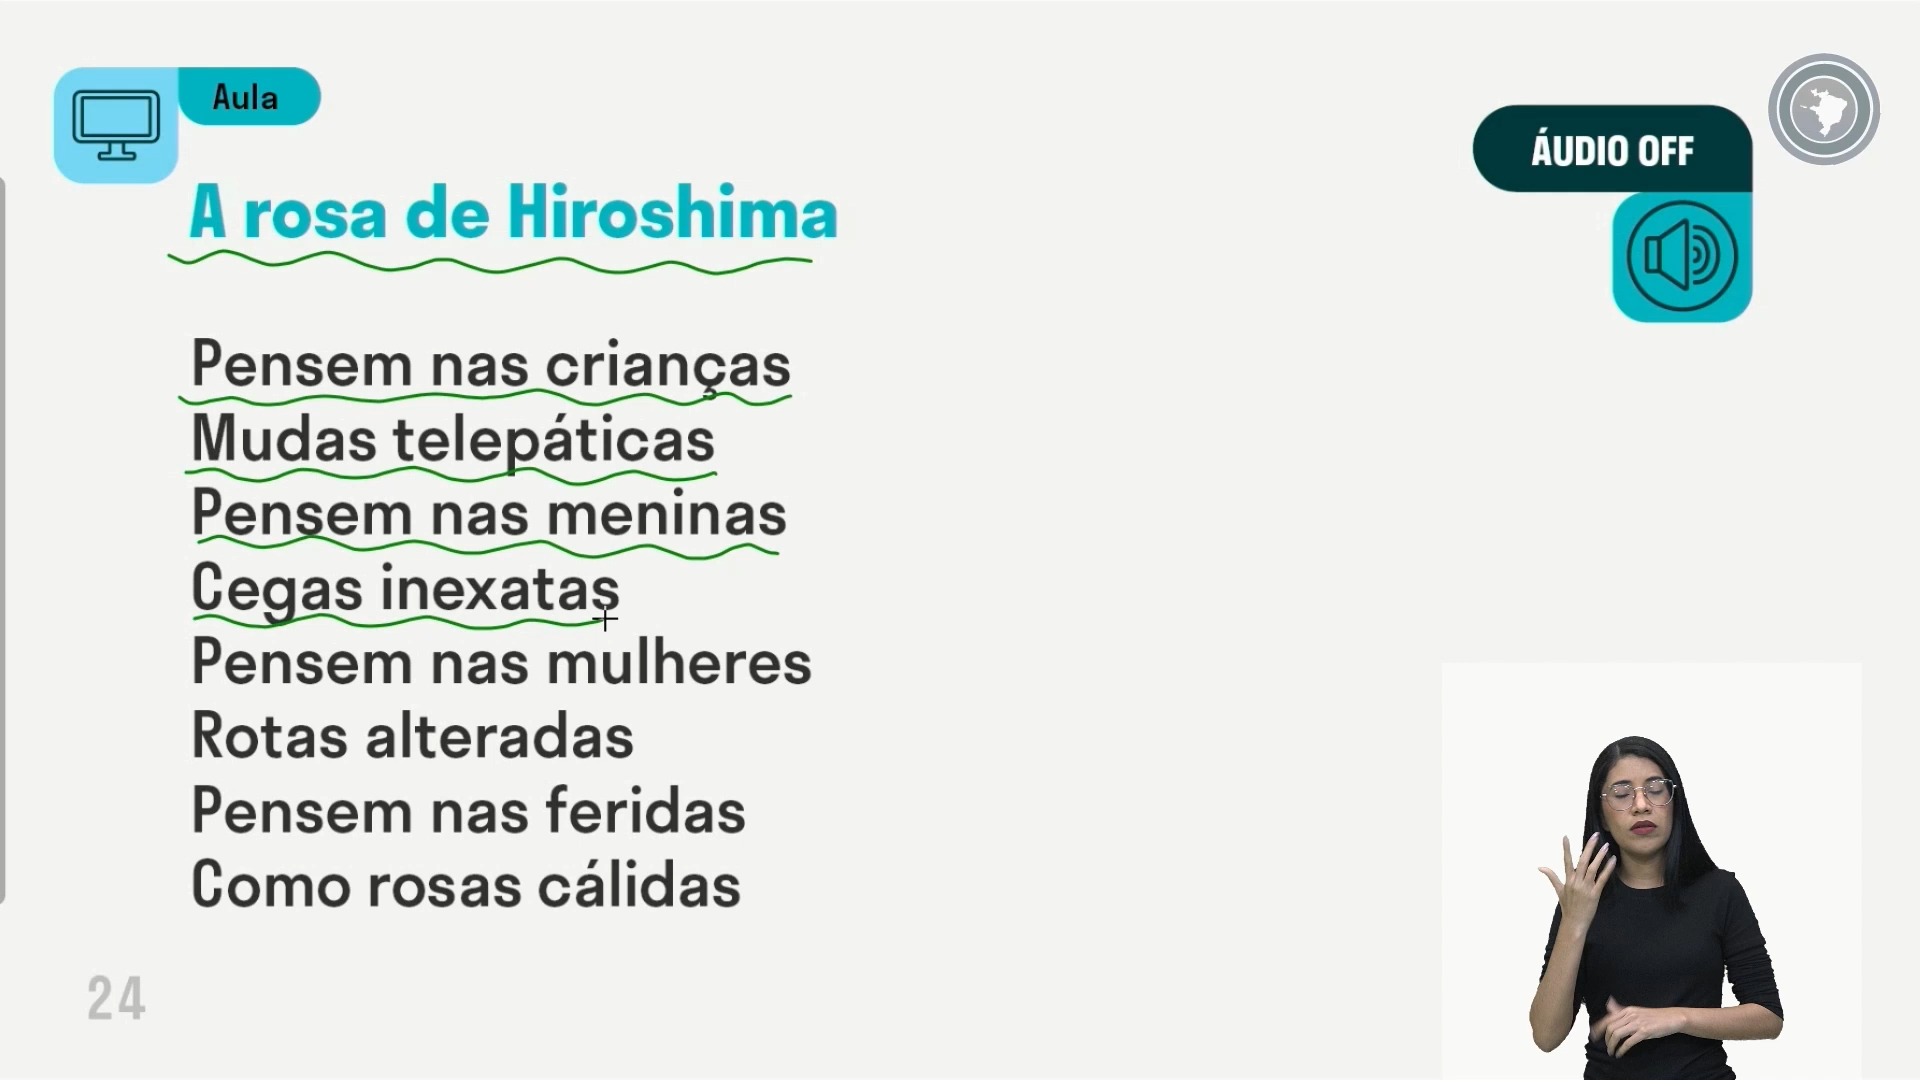 Aula
ÁUDIO OFF
A rosa de Hiroshima
Pensem nas crianças
Mudas telepáticas
Pensem nas meninas
Cegas inexatas
Pensem nas mulheres
Rotas alteradas
Pensem nas feridas
Como rosas cálidas
24